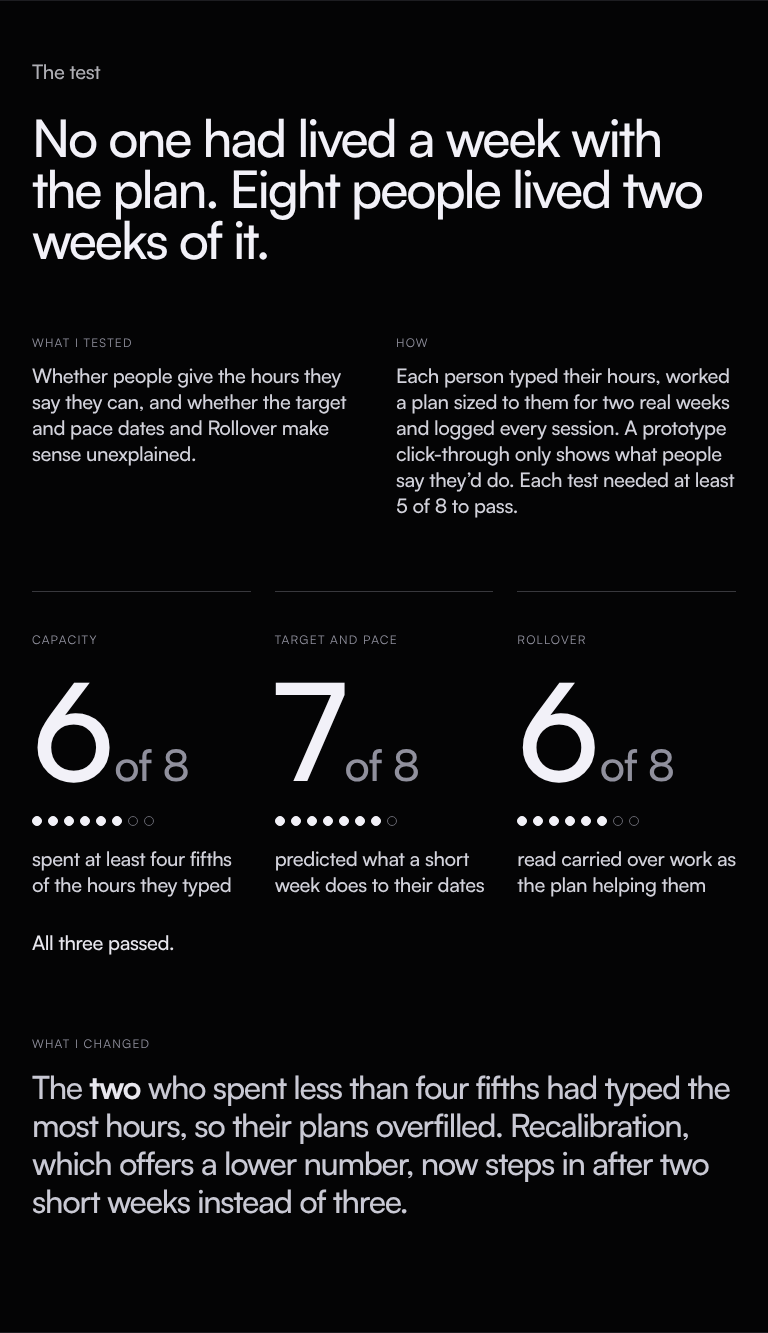 The test
No one had lived a week with
the plan. Eight people lived two
weeks of it.
WHAT I TESTED
Whether people give the hours they
say they can, and whether the target
and pace dates and Rollover make
sense unexplained.
HOW
Each person typed their hours, worked
a plan sized to them for two real weeks
and logged every session. A prototype
click-through only shows what people
say they’d do. Each test needed at least
5 of 8 to pass.
CAPACITY
6 of 8
spent at least four fifths
of the hours they typed
TARGET AND PACE
7 of 8
predicted what a short
week does to their dates
ROLLOVER
6 of 8
read carried over work as
the plan helping them
All three passed.
WHAT I CHANGED
The two who spent less than four fifths had typed the
most hours, so their plans overfilled. Recalibration,
which offers a lower number, now steps in after two
short weeks instead of three.